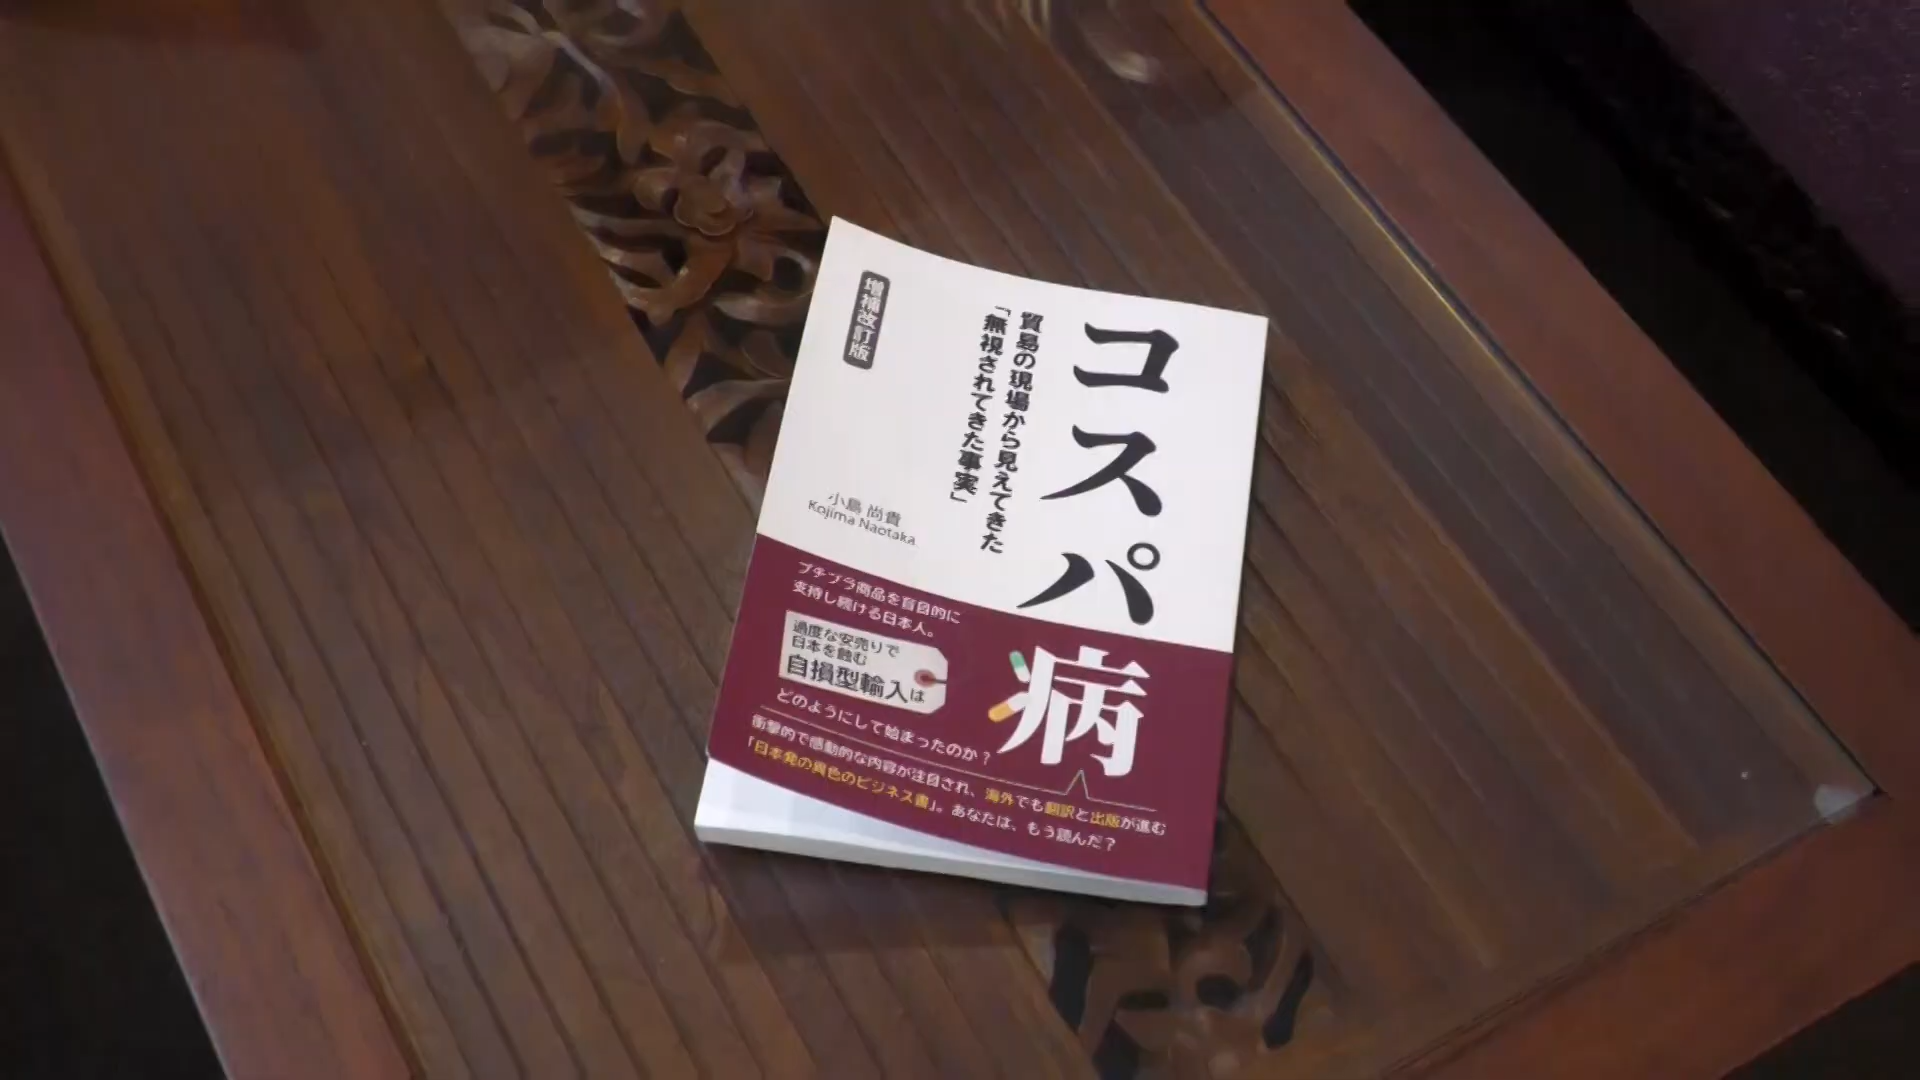 コスパ病
貿易の現場から見えてきた
「無視されてきた事実」
増補改訂版
小島 尚貴
Kojima Naotaka
プチプラ商品を盲目的に
支持し続ける日本人。
過度な安売りで
日本を蝕む
自損型輸入は
どのようにして始まったのか?
衝撃的で感動的な内容が注目され、海外でも翻訳と出版が進む
「日本発の異色のビジネス書」。あなたは、もう読んだ?